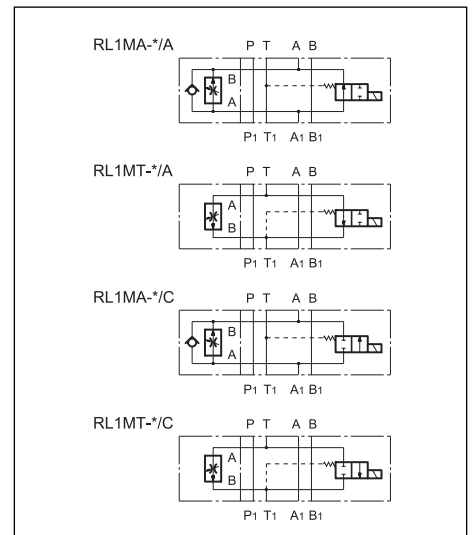 RL1MA-*/A P T A B
B
A
P1 T1 A1 B1
RL1MT-*/A P T A B
A
B
P1 T1 A1 B1
RL1MA-*/C P T A B
B
A
P1 T1 A1 B1
RL1MT-*/C P T A B
A
B
P1 T1 A1 B1